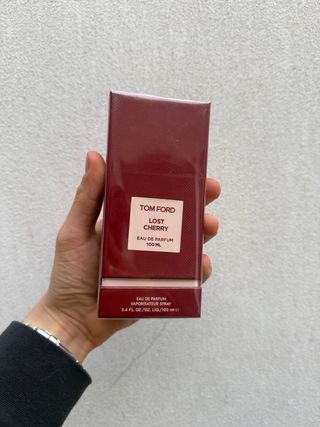 TOM FORD
LOST
CHERRY
EAU DE PARFUM
100 ML
EAU DE PARFUM
VAPORISATEUR SPRAY
3.4 FL.OZ./OZ. LIQ./100 ml ℮